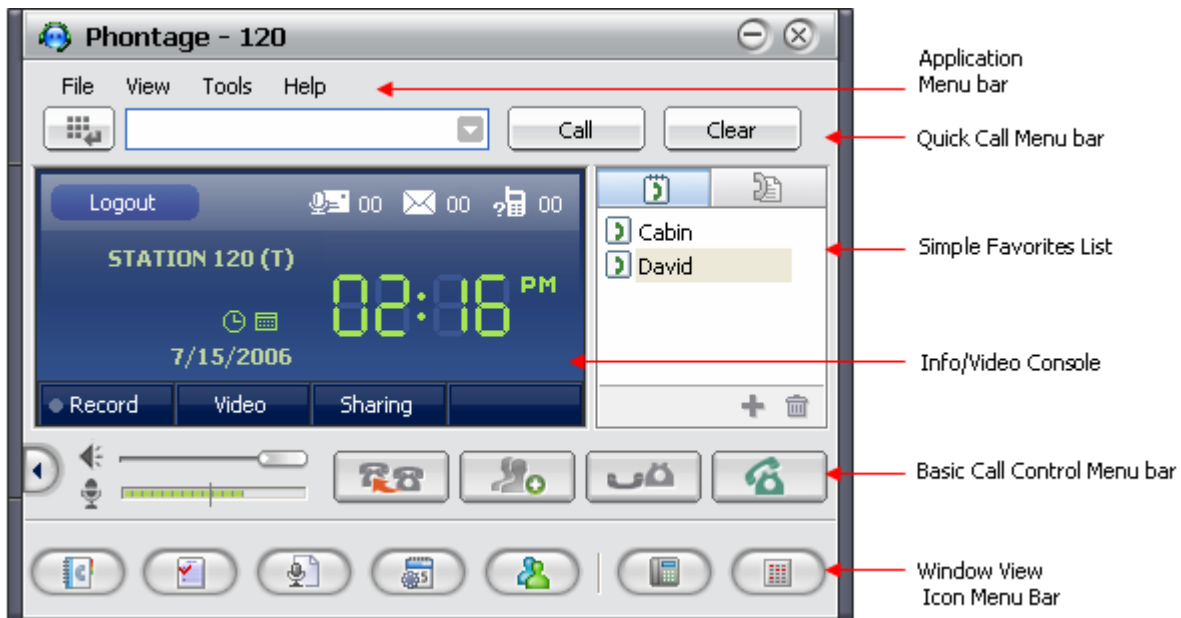 Phontage - 120
File View Tools Help
Call Clear
Logout 00 00 00
STATION 120 (T)
02:16 PM
7/15/2006
Record Video Sharing
Cabin
David
Application
Menu bar
Quick Call Menu bar
Simple Favorites List
Info/Video Console
Basic Call Control Menu bar
Window View
Icon Menu Bar